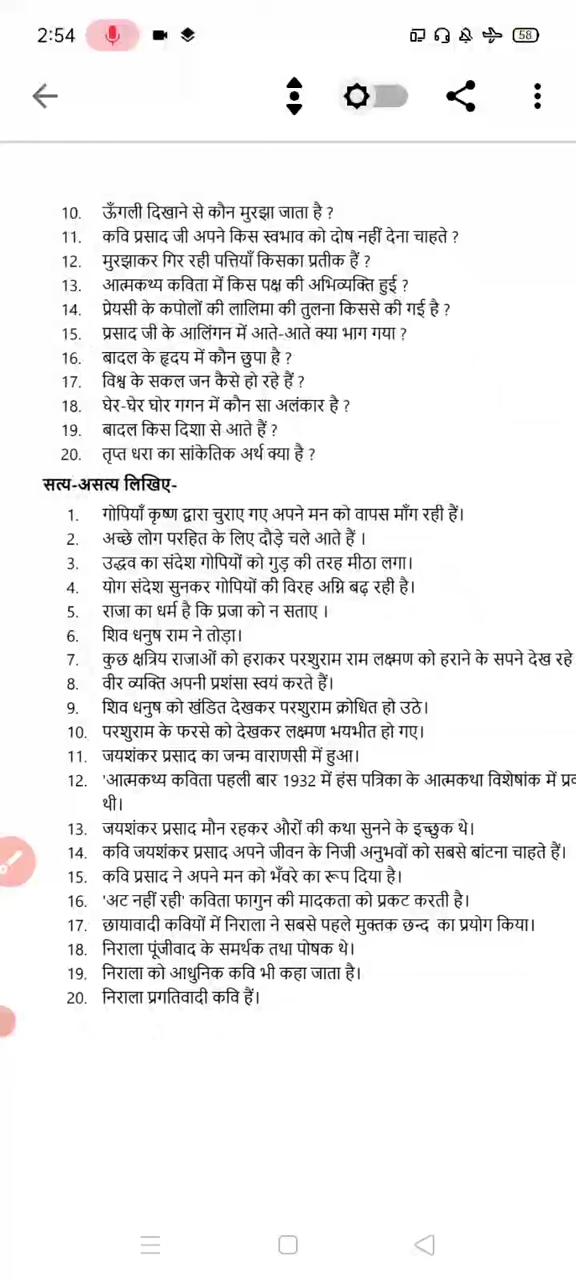 2:54
58
10. ऊँगली दिखाने से कौन मुरझा जाता है ?
11. कवि प्रसाद जी अपने किस स्वभाव को दोष नहीं देना चाहते ?
12. मुरझाकर गिर रही पत्तियाँ किसका प्रतीक हैं ?
13. आत्मकथ्य कविता में किस पक्ष की अभिव्यक्ति हुई ?
14. प्रेयसी के कपोलों की लालिमा की तुलना किससे की गई है ?
15. प्रसाद जी के आलिंगन में आते-आते क्या भाग गया ?
16. बादल के हृदय में कौन छुपा है ?
17. विश्व के सकल जन कैसे हो रहे हैं ?
18. घेर-घेर घोर गगन में कौन सा अलंकार है ?
19. बादल किस दिशा से आते हैं ?
20. तृप्त धरा का सांकेतिक अर्थ क्या है ?
सत्य-असत्य लिखिए-
1. गोपियाँ कृष्ण द्वारा चुराए गए अपने मन को वापस माँग रही हैं।
2. अच्छे लोग परहित के लिए दौड़े चले आते हैं ।
3. उद्धव का संदेश गोपियों को गुड़ की तरह मीठा लगा।
4. योग संदेश सुनकर गोपियों की विरह अग्नि बढ़ रही है।
5. राजा का धर्म है कि प्रजा को न सताए ।
6. शिव धनुष राम ने तोड़ा।
7. कुछ क्षत्रिय राजाओं को हराकर परशुराम राम लक्ष्मण को हराने के सपने देख रहे
8. वीर व्यक्ति अपनी प्रशंसा स्वयं करते हैं।
9. शिव धनुष को खंडित देखकर परशुराम क्रोधित हो उठे।
10. परशुराम के फरसे को देखकर लक्ष्मण भयभीत हो गए।
11. जयशंकर प्रसाद का जन्म वाराणसी में हुआ।
12. 'आत्मकथ्य कविता पहली बार 1932 में हंस पत्रिका के आत्मकथा विशेषांक में
थी।
13. जयशंकर प्रसाद मौन रहकर औरों की कथा सुनने के इच्छुक थे।
14. कवि जयशंकर प्रसाद अपने जीवन के निजी अनुभवों को सबसे बांटना चाहते हैं।
15. कवि प्रसाद ने अपने मन को भँवरे का रूप दिया है।
16. 'अट नहीं रही' कविता फागुन की मादकता को प्रकट करती है।
17. छायावादी कवियों में निराला ने सबसे पहले मुक्तक छन्द का प्रयोग किया।
18. निराला पूंजीवाद के समर्थक तथा पोषक थे।
19. निराला को आधुनिक कवि भी कहा जाता है।
20. निराला प्रगतिवादी कवि हैं।